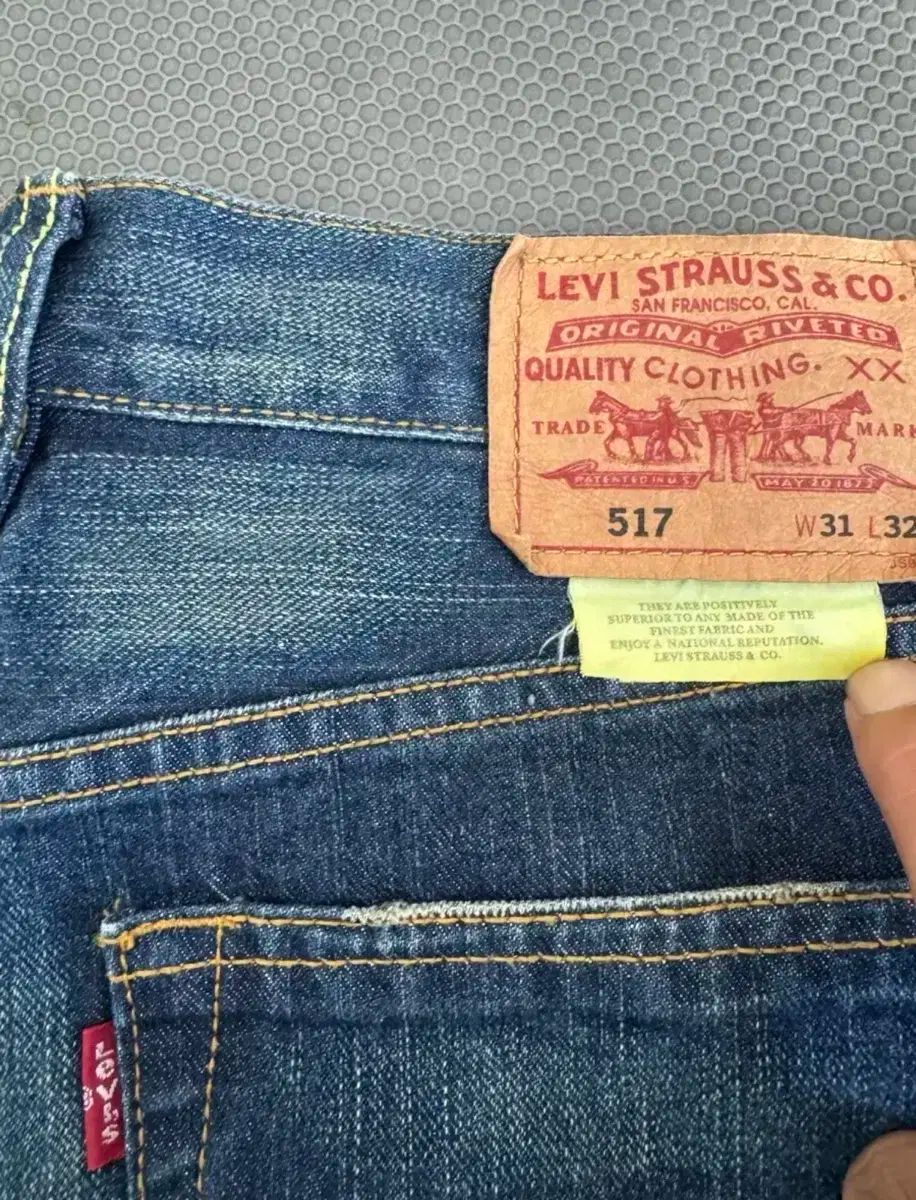 LEVI STRAUSS & CO.
SAN FRANCISCO, CAL.
ORIGINAL RIVETED
QUALITY CLOTHING. XX
TRADE MARK
PATENTED IN U.S. MAY 20 1873
517 W31 L32
THEY ARE POSITIVELY
SUPERIOR TO ANY MADE OF THE
FINEST FABRIC AND
ENJOY A NATIONAL REPUTATION.
LEVI STRAUSS & CO.
LEVI'S